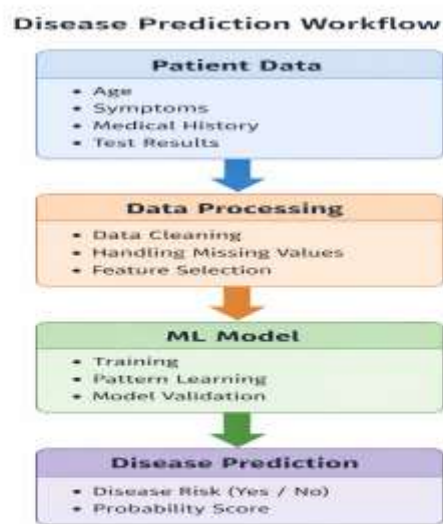 Disease Prediction Workflow
Patient Data
• Age
• Symptoms
• Medical History
• Test Results
Data Processing
• Data Cleaning
• Handling Missing Values
• Feature Selection
ML Model
• Training
• Pattern Learning
• Model Validation
Disease Prediction
• Disease Risk (Yes / No)
• Probability Score